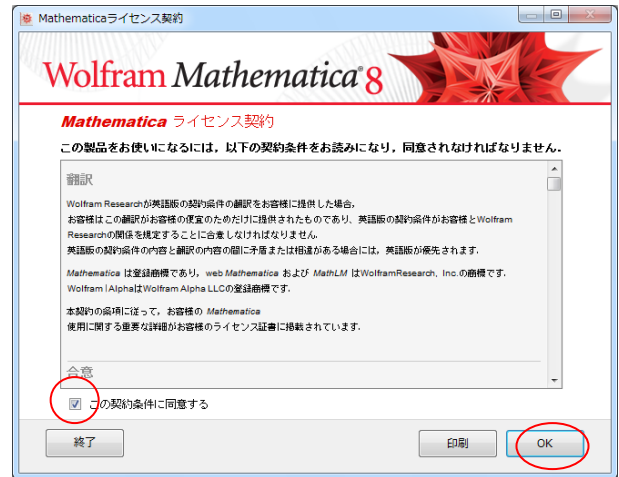 Mathematicaライセンス契約
Wolfram Mathematica® 8
Mathematica ライセンス契約
この製品をお使いになるには，以下の契約条件をお読みになり，同意されなければなりません．
翻訳
Wolfram Researchが英語版の契約条件の翻訳をお客様に提供した場合，
お客様はこの翻訳がお客様の便宜のためだけに提供されたものであり、英語版の契約条件がお客様とWolfram
Researchの関係を規定することに合意しなければなりません．
英語版の契約条件の内容と翻訳の内容の間に矛盾または相違がある場合には，英語版が優先されます．
Mathematica は登録商標であり，web Mathematica および MathLM はWolframResearch, Inc.の商標です．
Wolfram|AlphaはWolfram Alpha LLCの登録商標です．
本契約の条項に従って，お客様の Mathematica
使用に関する重要な詳細がお客様のライセンス証書に掲載されています．
合意
この契約条件に同意する
終了
印刷
OK